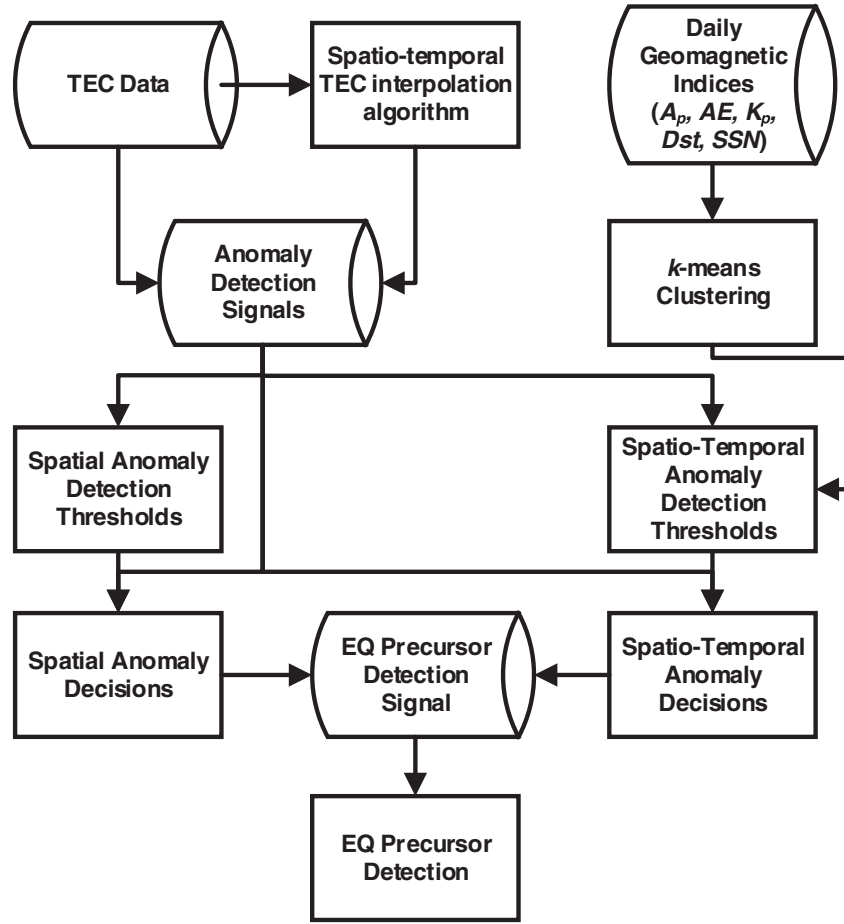 TEC Data
Spatio-temporal
TEC interpolation
algorithm
Daily
Geomagnetic
Indices
(Ap, AE, Kp,
Dst, SSN)
Anomaly
Detection
Signals
k-means
Clustering
Spatial Anomaly
Detection
Thresholds
Spatio-Temporal
Anomaly
Detection
Thresholds
Spatial Anomaly
Decisions
EQ Precursor
Detection
Signal
Spatio-Temporal
Anomaly
Decisions
EQ Precursor
Detection